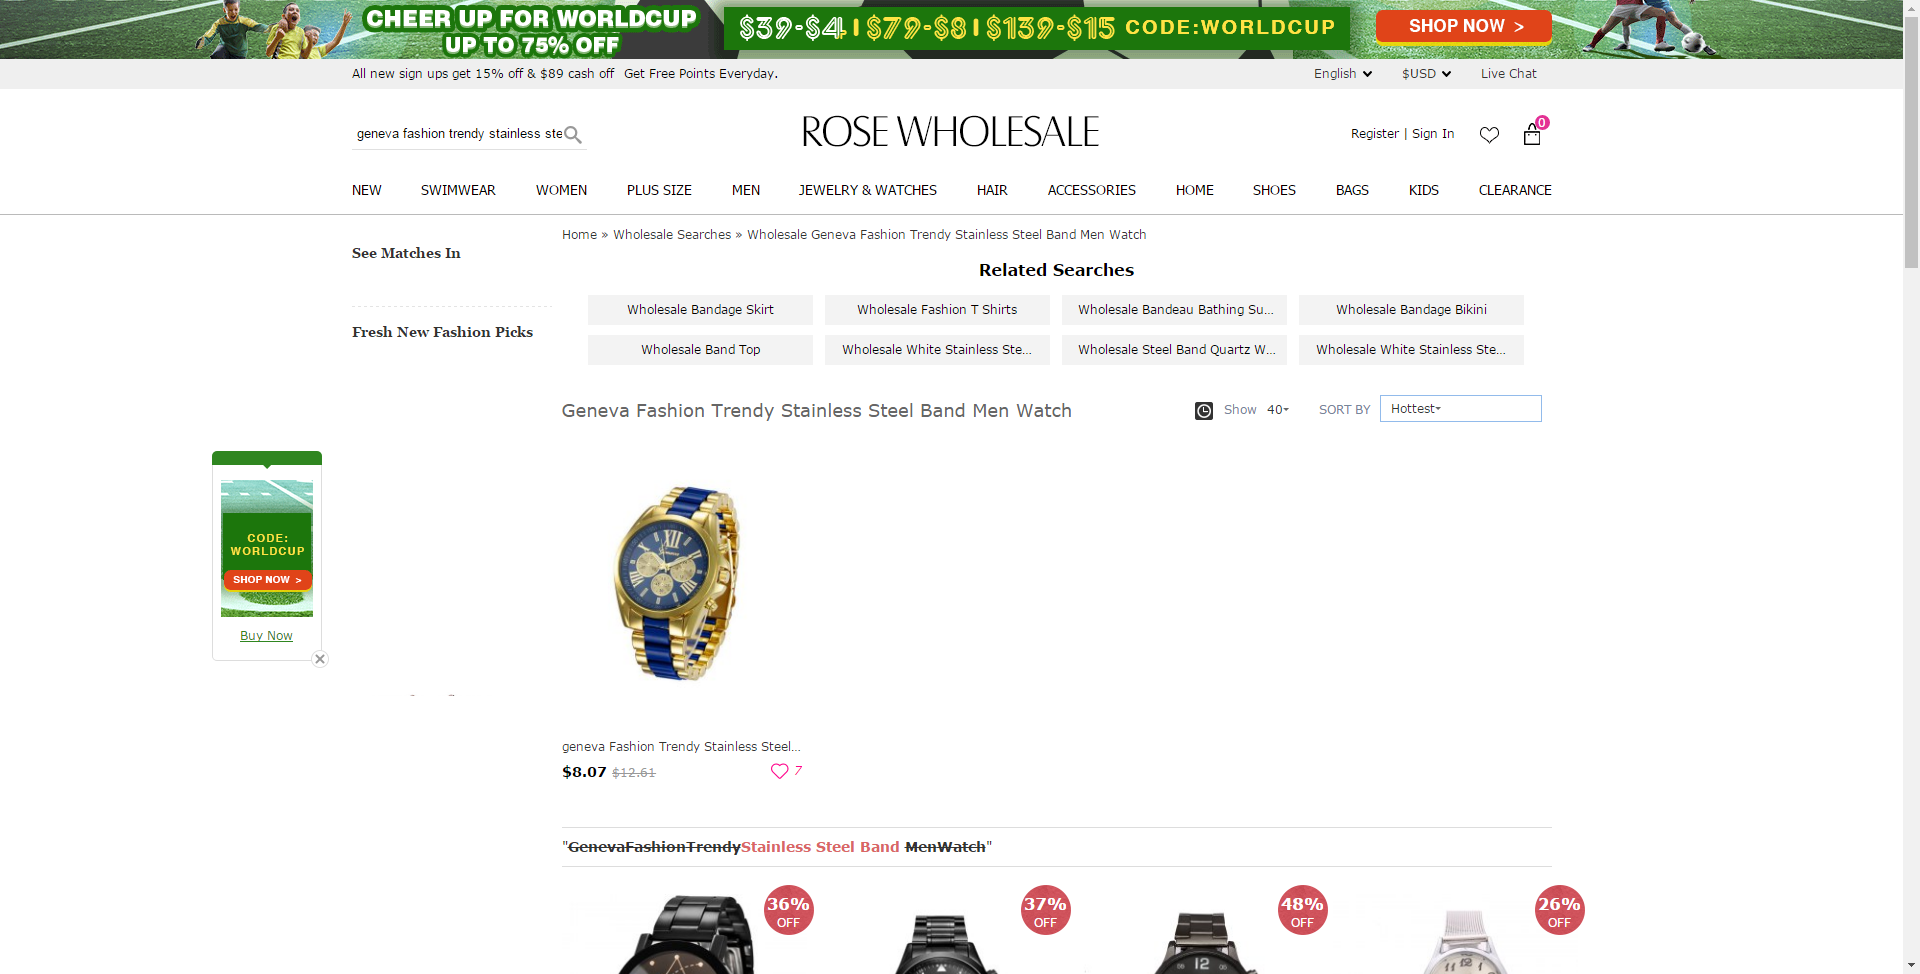 CHEER UP FOR WORLDCUP
UP TO 75% OFF
$39-$4 | $79-$8 | $139-$15 CODE:WORLDCUP
SHOP NOW >
All new sign ups get 15% off & $89 cash off Get Free Points Everyday.
English $USD Live Chat
geneva fashion trendy stainless ste
ROSE WHOLESALE
Register | Sign In
0
NEW SWIMWEAR WOMEN PLUS SIZE MEN JEWELRY & WATCHES HAIR ACCESSORIES HOME SHOES BAGS KIDS CLEARANCE
See Matches In
Fresh New Fashion Picks
Home » Wholesale Searches » Wholesale Geneva Fashion Trendy Stainless Steel Band Men Watch
Related Searches
Wholesale Bandage Skirt Wholesale Fashion T Shirts Wholesale Bandeau Bathing Su... Wholesale Bandage Bikini
Wholesale Band Top Wholesale White Stainless Ste... Wholesale Steel Band Quartz W... Wholesale White Stainless Ste...
Geneva Fashion Trendy Stainless Steel Band Men Watch
Show 40 SORT BY Hottest
CODE:
WORLDCUP
SHOP NOW >
Buy Now
XII
geneva Fashion Trendy Stainless Steel...
$8.07 $12.61 7
"GenevaFashionTrendyStainless Steel Band MenWatch"
36% OFF
37% OFF
48% OFF
26% OFF
12